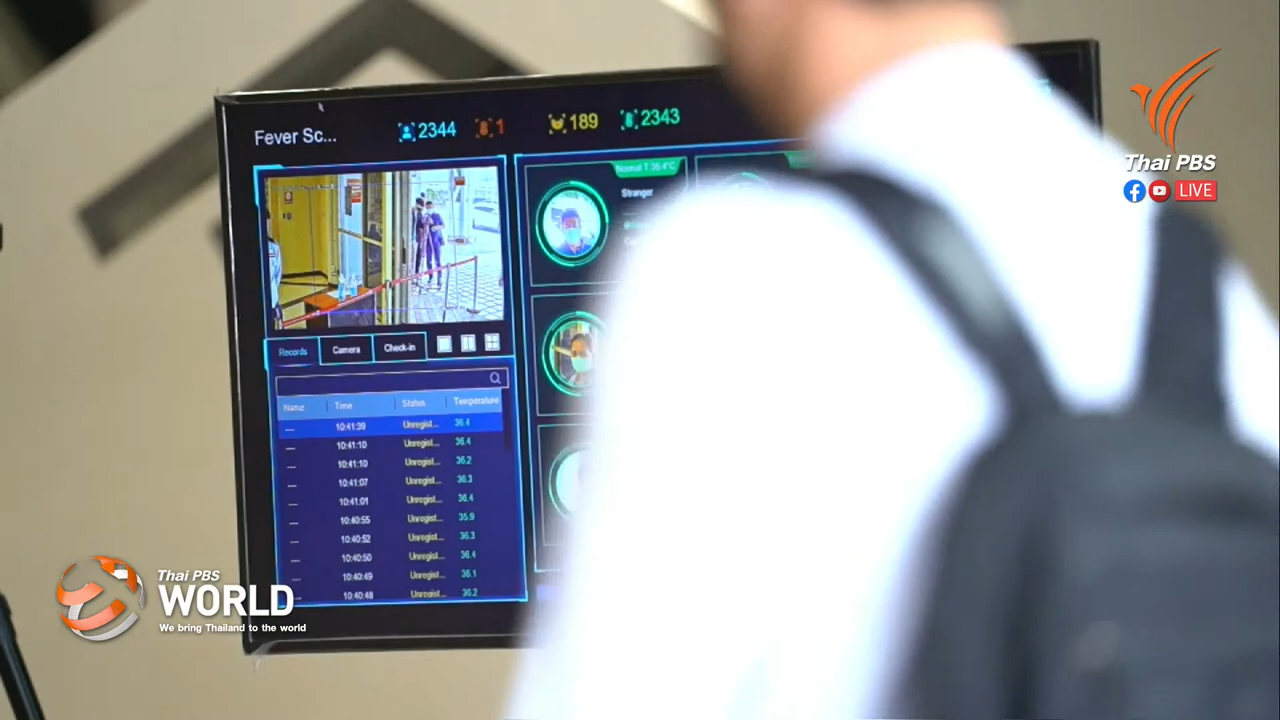 Fever Sc...
2344
1
189
2343
Thai PBS
LIVE
Normal T:36.4°C
Stranger
Records
Camera
Check-in
Name Time Status Temperature
--- 10:41:39 Unregist... 36.4
--- 10:41:10 Unregist... 36.4
--- 10:41:10 Unregist... 36.2
--- 10:41:07 Unregist... 36.3
--- 10:41:01 Unregist... 36.4
--- 10:40:55 Unregist... 35.9
--- 10:40:52 Unregist... 36.3
--- 10:40:50 Unregist... 36.4
--- 10:40:49 Unregist... 36.1
--- 10:40:48 Unregist... 36.2
Thai PBS
WORLD
We bring Thailand to the world